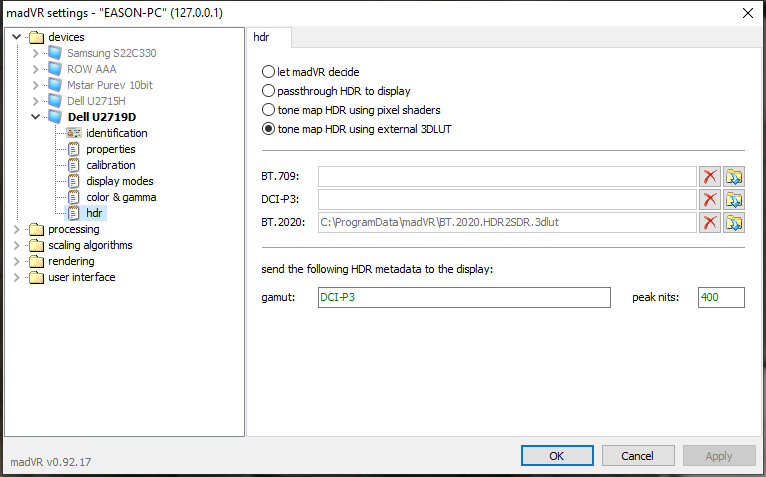 madVR settings - "EASON-PC" (127.0.0.1)
devices
Samsung S22C330
ROW AAA
Mstar Purev 10bit
Dell U2715H
Dell U2719D
identification
properties
calibration
display modes
color & gamma
hdr
processing
scaling algorithms
rendering
user interface
madVR v0.92.17
hdr
let madVR decide
passthrough HDR to display
tone map HDR using pixel shaders
tone map HDR using external 3DLUT
BT.709:
DCI-P3:
BT.2020: C:\ProgramData\madVR\BT.2020.HDR2SDR.3dlut
send the following HDR metadata to the display:
gamut: DCI-P3 peak nits: 400
OK Cancel Apply